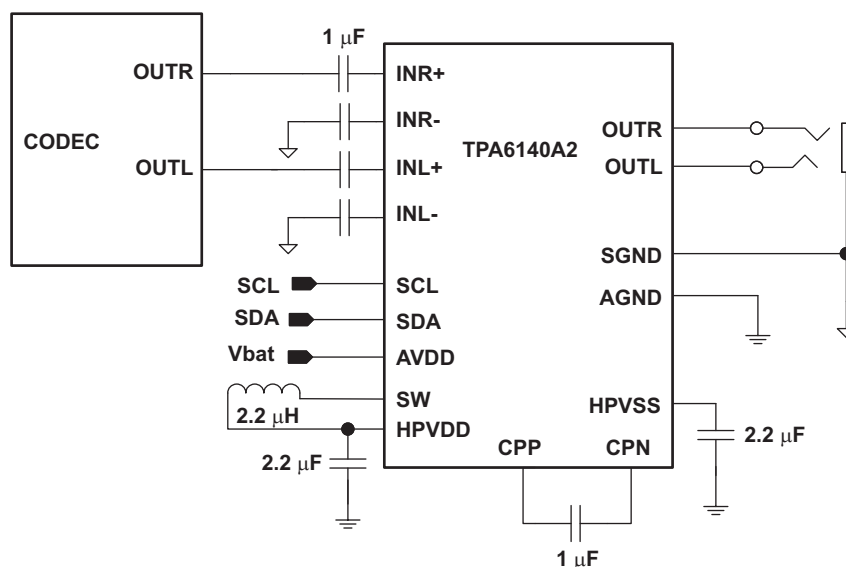 1 μF
OUTR
INR+
INR-
CODEC
TPA6140A2
OUTR
OUTL
INL+
OUTL
INL-
SGND
SCL
SCL
AGND
SDA
SDA
Vbat
AVDD
SW
HPVSS
2.2 μH
HPVDD
2.2 μF
CPP
CPN
2.2 μF
1 μF